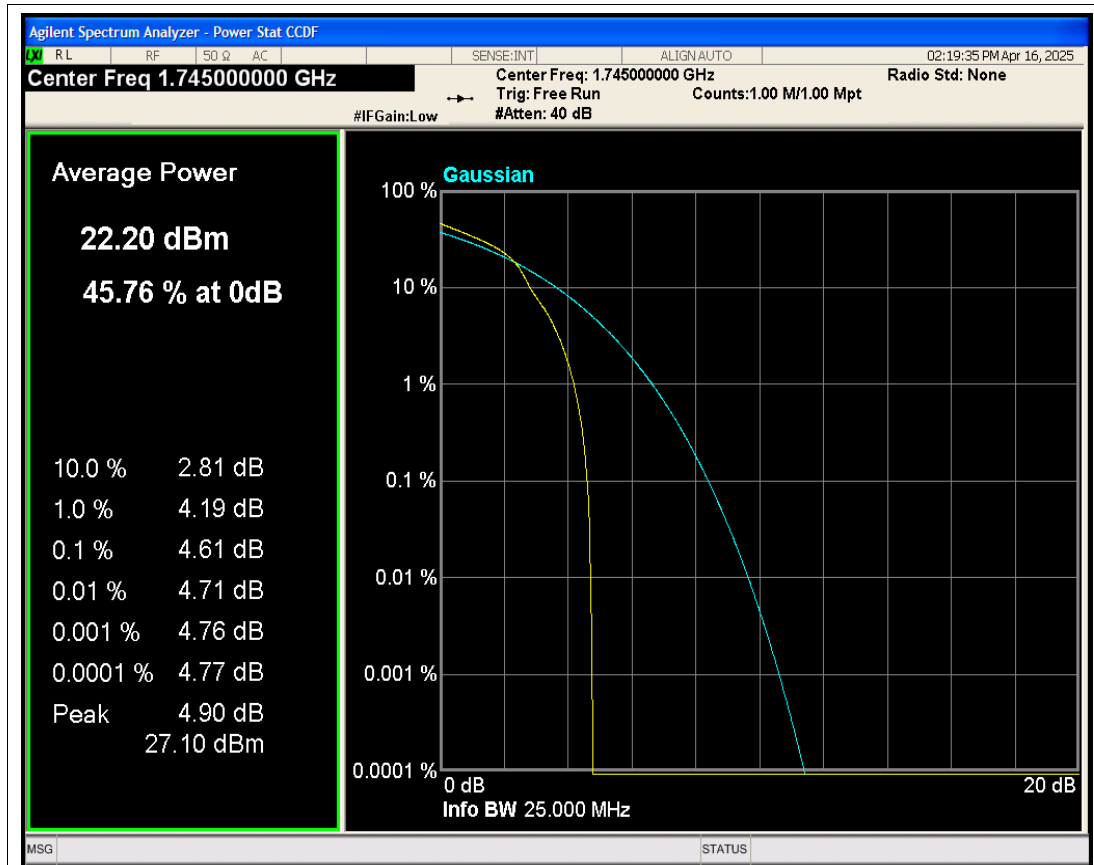 Agilent Spectrum Analyzer - Power Stat CCDF
LXI RL RF 50 Ω AC SENSE:INT ALIGNAUTO 02:19:35 PM Apr 16, 2025
Center Freq 1.745000000 GHz
Center Freq: 1.745000000 GHz Radio Std: None
Trig: Free Run Counts:1.00 M/1.00 Mpt
#IFGain:Low #Atten: 40 dB
Average Power
22.20 dBm
45.76 % at 0dB
10.0 % 2.81 dB
1.0 % 4.19 dB
0.1 % 4.61 dB
0.01 % 4.71 dB
0.001 % 4.76 dB
0.0001 % 4.77 dB
Peak 4.90 dB
27.10 dBm
Gaussian
100 %
10 %
1 %
0.1 %
0.01 %
0.001 %
0.0001 %
0 dB 20 dB
Info BW 25.000 MHz
MSG STATUS